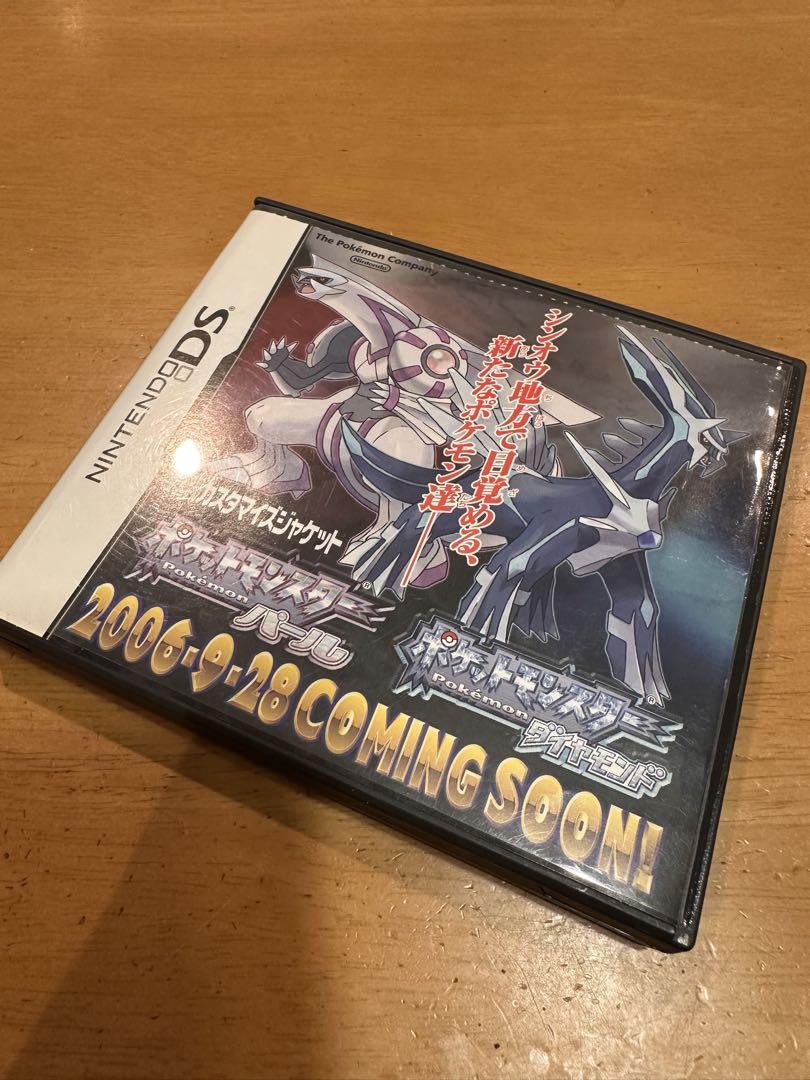 NINTENDO DS
The Pokémon Company
Nintendo
シンオウ地方で目覚める、
新たなポケモン達——
カスタマイズジャケット
ポケットモンスター
Pokémon
パール
ポケットモンスター
Pokémon
ダイヤモンド
2006-9-28 COMING SOON!